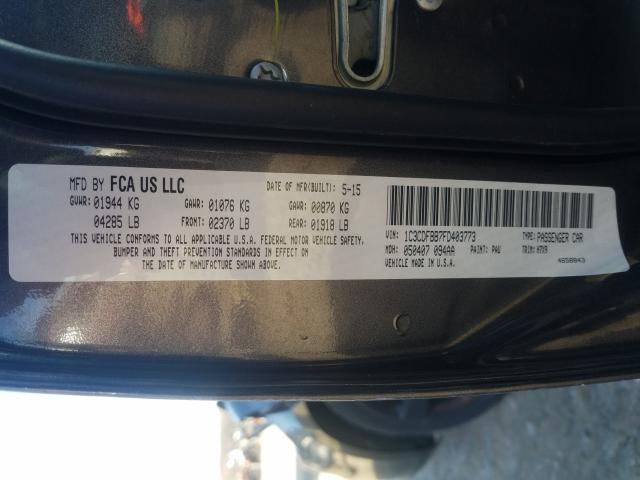 MFD BY FCA US LLC DATE OF MFR(BUILT): 5-15
GVWR: 01944 KG GAWR: 01076 KG GAWR: 00870 KG
04285 LB FRONT: 02370 LB REAR: 01918 LB
THIS VEHICLE CONFORMS TO ALL APPLICABLE U.S.A. FEDERAL MOTOR VEHICLE SAFETY,
BUMPER AND THEFT PREVENTION STANDARDS IN EFFECT ON
THE DATE OF MANUFACTURE SHOWN ABOVE.
VIN: 1C3CDFBB7FD403773 TYPE: PASSENGER CAR
MDH: 050407 094AA PAINT: PAU TRIM: H7X9
VEHICLE MADE IN U.S.A. 4658843